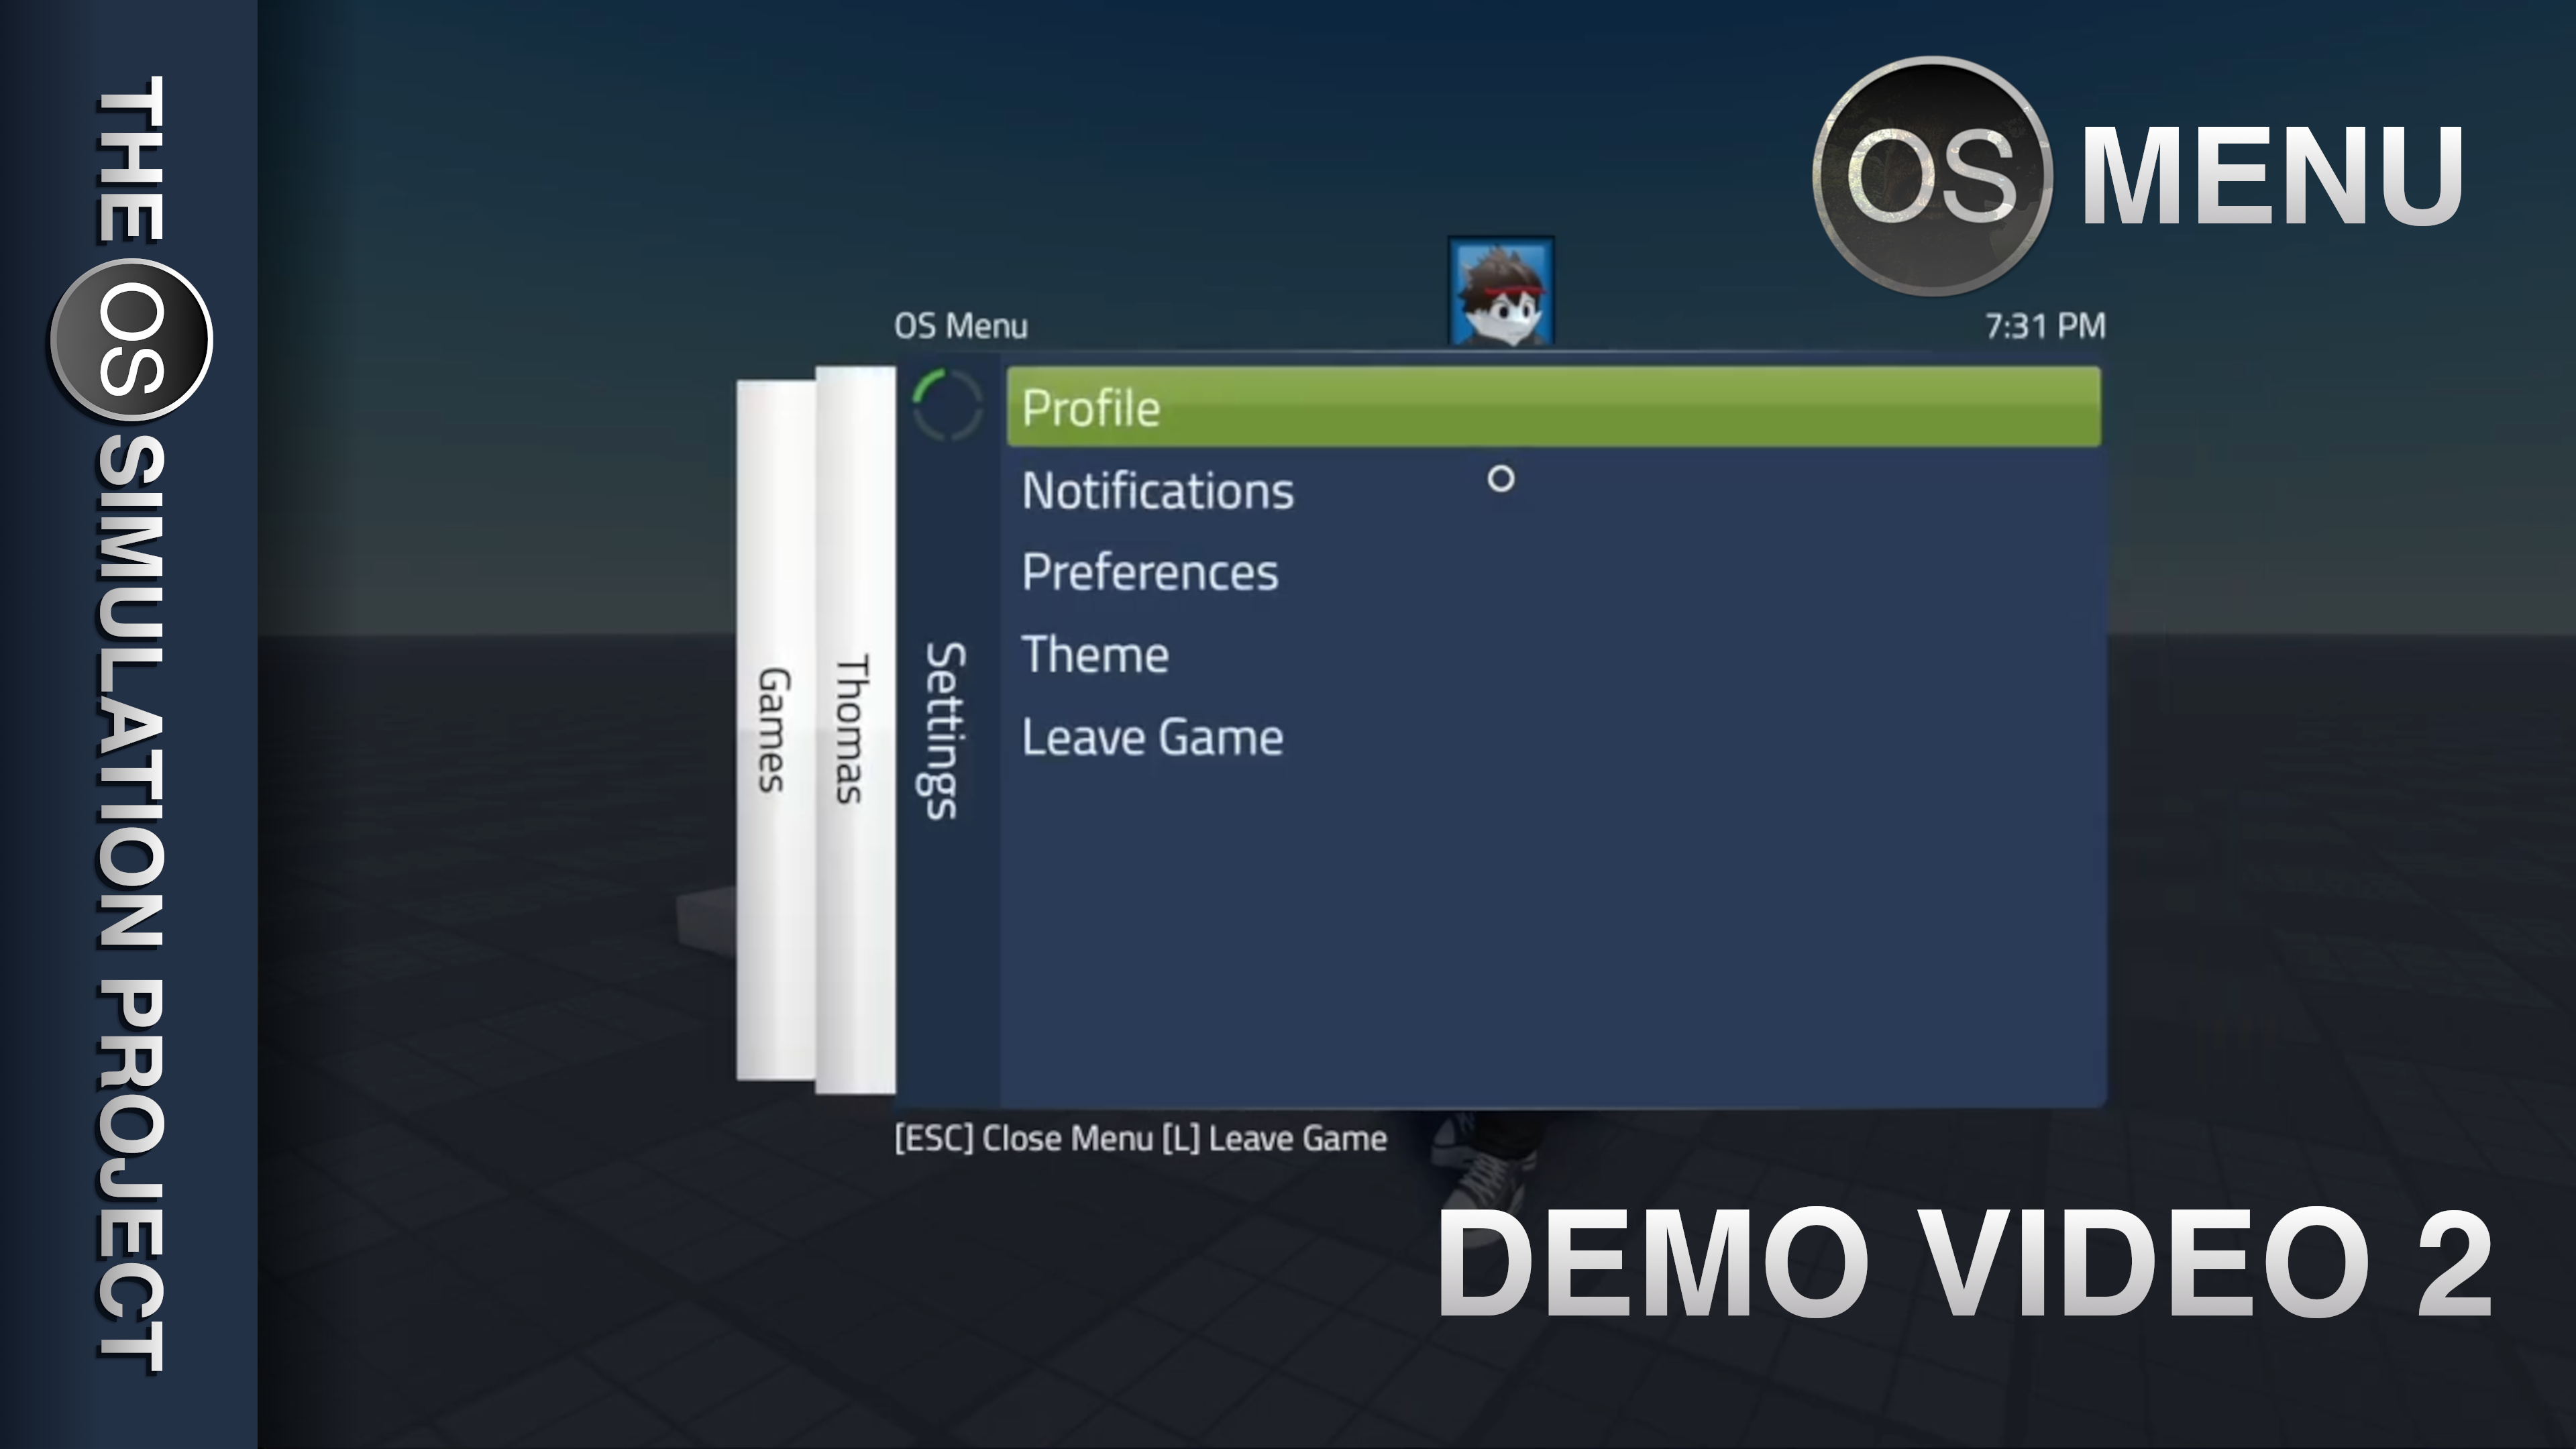 THE OS SIMULATION PROJECT
OS MENU
OS Menu
7:31 PM
Games
Thomas
Settings
Profile
Notifications
Preferences
Theme
Leave Game
[ESC] Close Menu [L] Leave Game
DEMO VIDEO 2